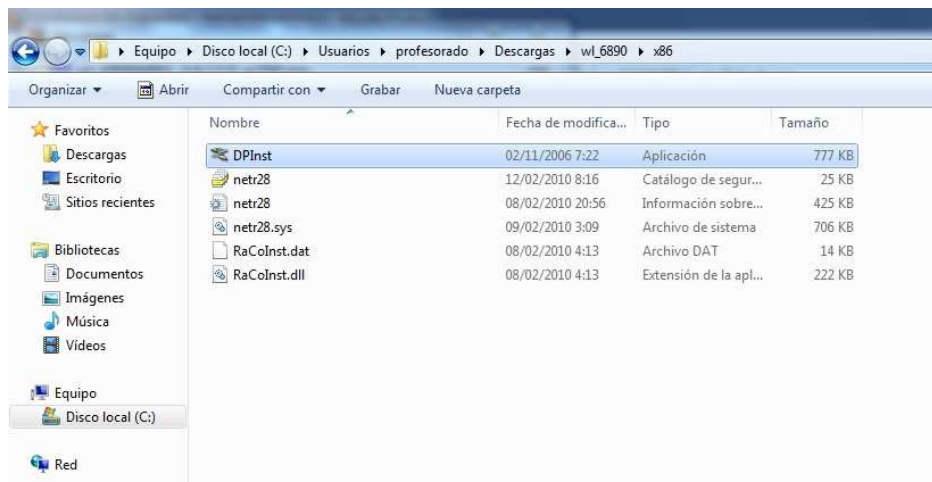 Equipo Disco local (C:) Usuarios profesorado Descargas wl_6890 x86
Organizar Abrir Compartir con Grabar Nueva carpeta
Favoritos
Descargas
Escritorio
Sitios recientes
Bibliotecas
Documentos
Imágenes
Música
Vídeos
Equipo
Disco local (C:)
Red
Nombre Fecha de modifica... Tipo Tamaño
DPInst 02/11/2006 7:22 Aplicación 777 KB
netr28 12/02/2010 8:16 Catálogo de segur... 25 KB
netr28 08/02/2010 20:56 Información sobre... 425 KB
netr28.sys 09/02/2010 3:09 Archivo de sistema 706 KB
RaCoInst.dat 08/02/2010 4:13 Archivo DAT 14 KB
RaCoInst.dll 08/02/2010 4:13 Extensión de la apl... 222 KB